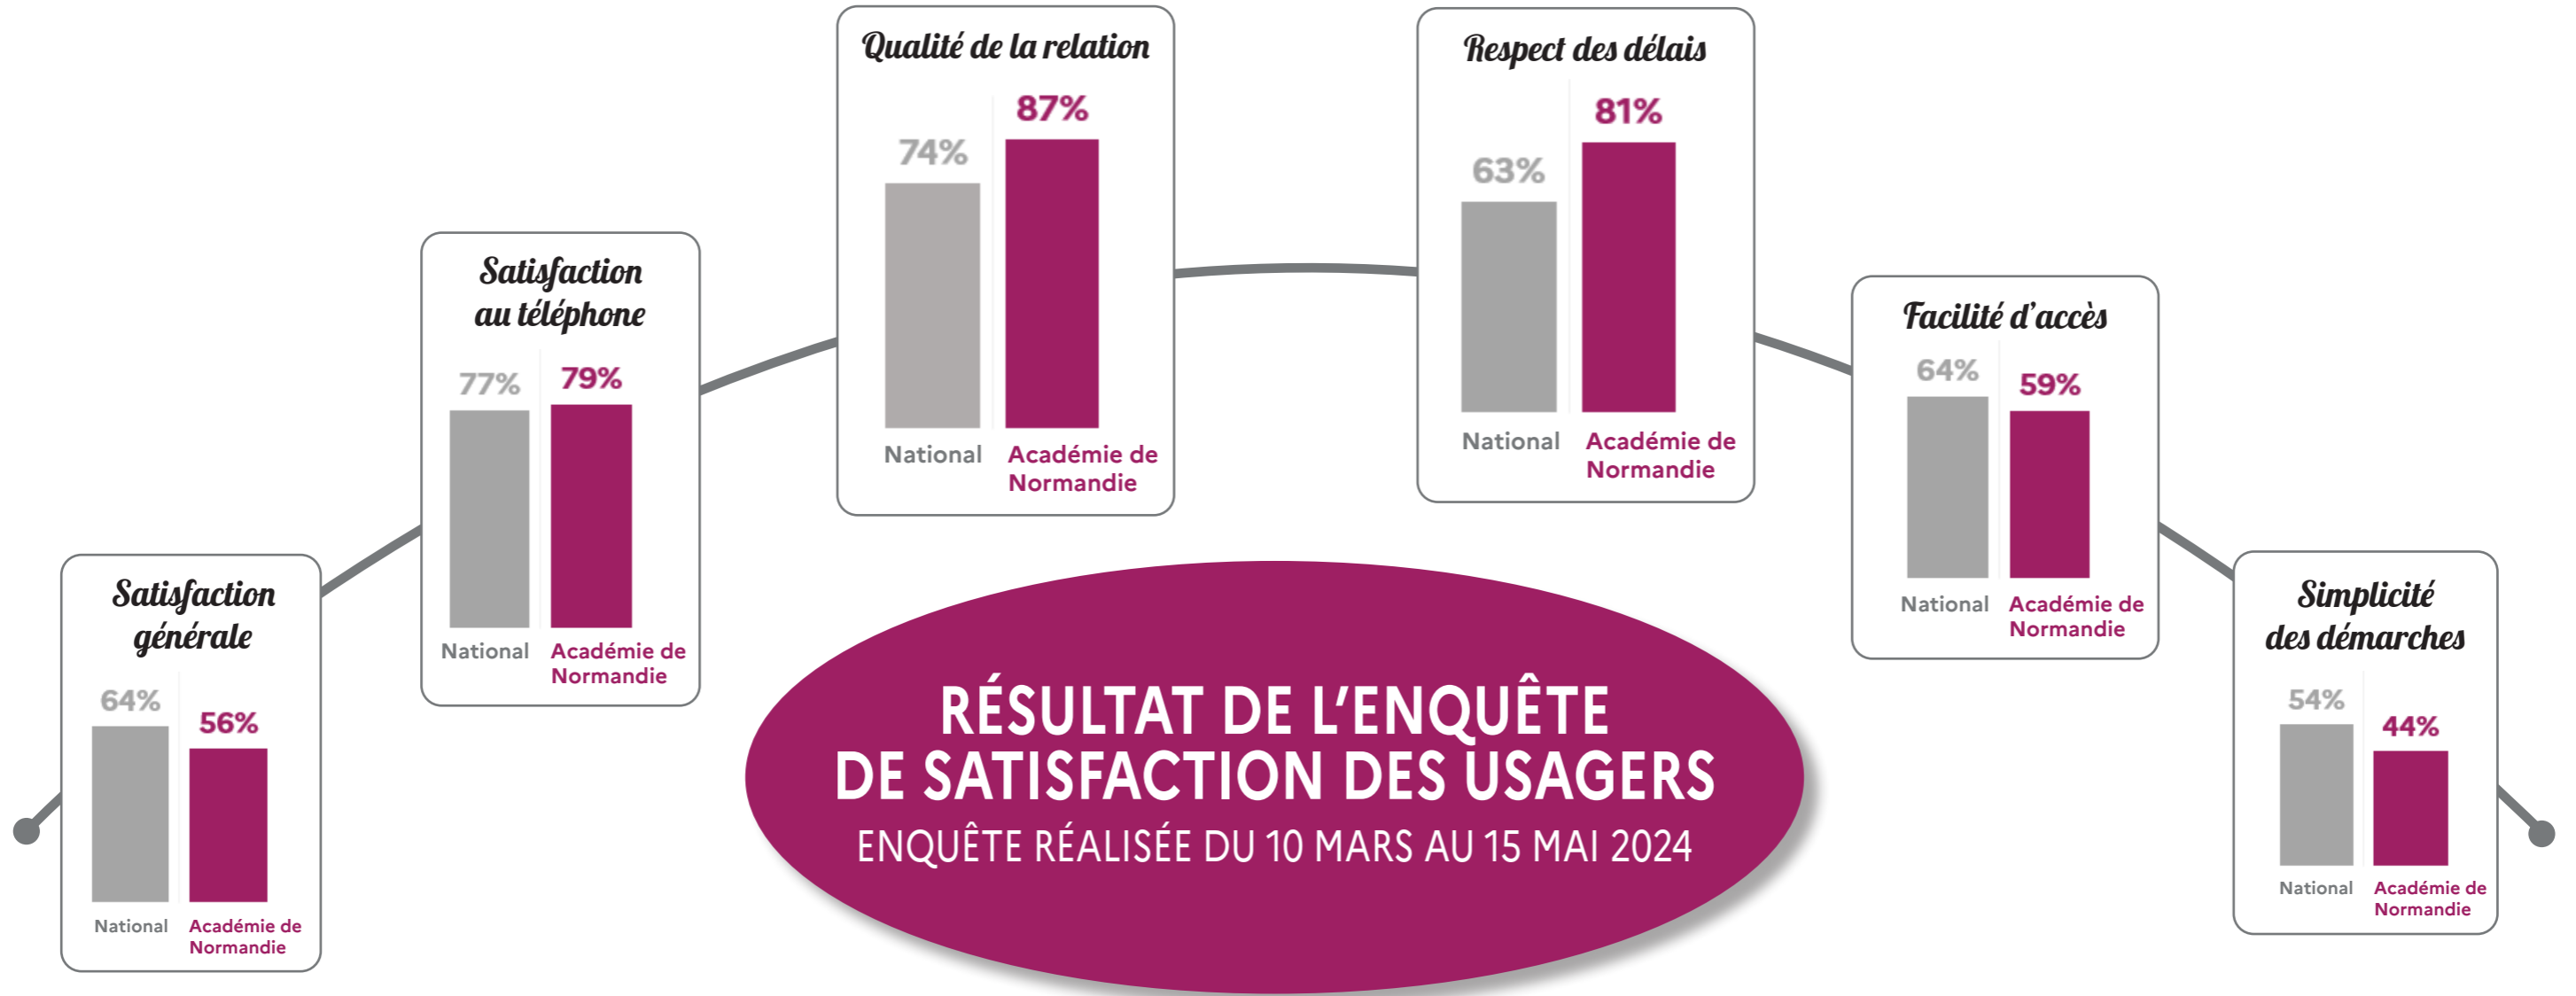 Satisfaction
générale
64%
56%
National
Académie de
Normandie
Satisfaction
au téléphone
77%
79%
National
Académie de
Normandie
Qualité de la relation
74%
87%
National
Académie de
Normandie
Respect des délais
63%
81%
National
Académie de
Normandie
Facilité d'accès
64%
59%
National
Académie de
Normandie
Simplicité
des démarches
54%
44%
National
Académie de
Normandie
RÉSULTAT DE L'ENQUÊTE
DE SATISFACTION DES USAGERS
ENQUÊTE RÉALISÉE DU 10 MARS AU 15 MAI 2024